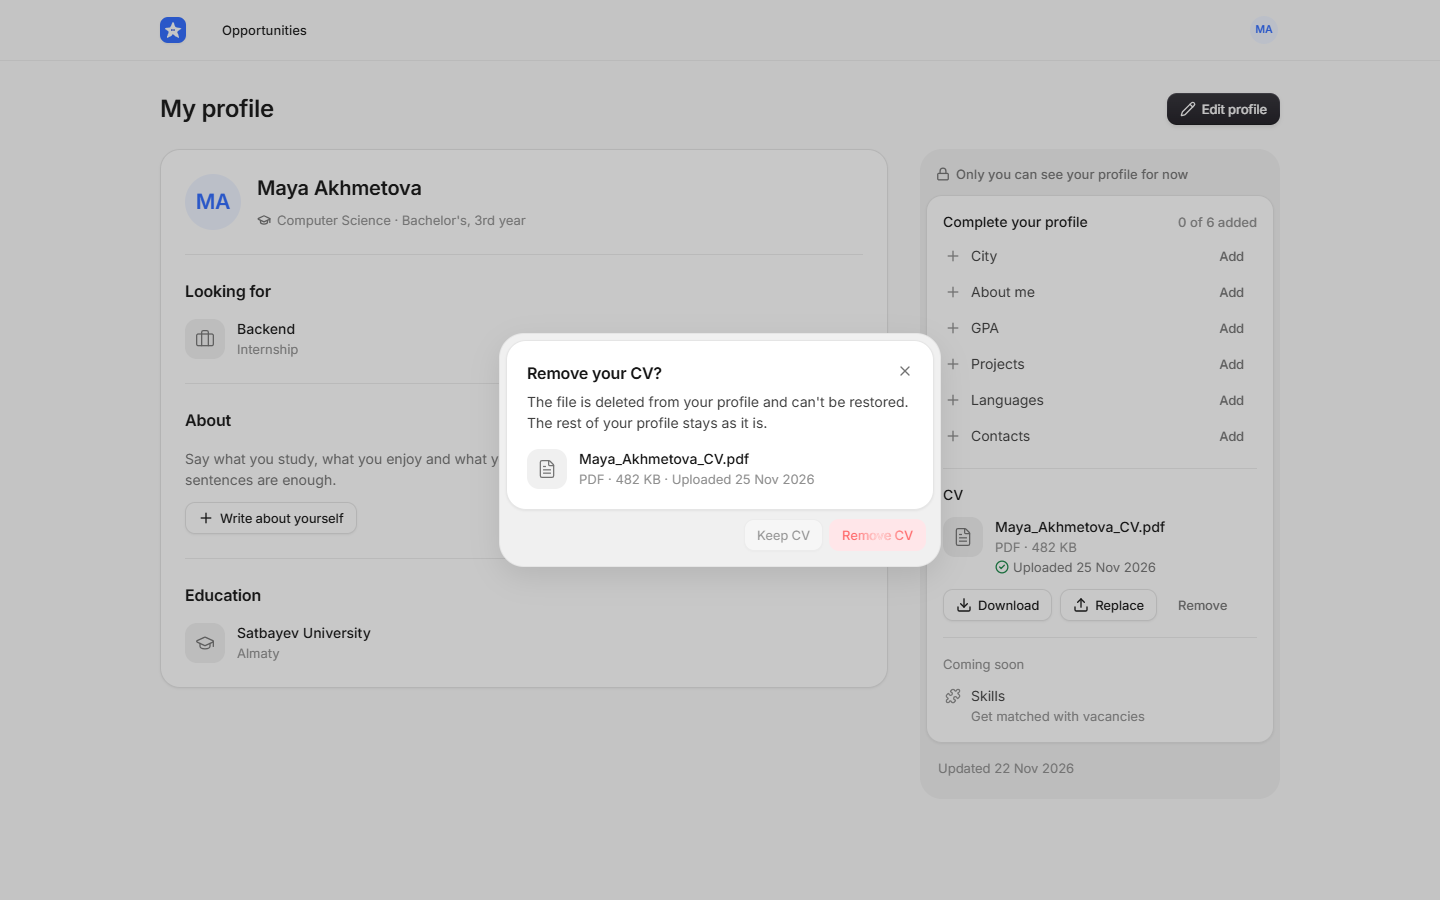 Opportunities
MA
My profile
Edit profile
MA
Maya Akhmetova
Computer Science · Bachelor's, 3rd year
Looking for
Backend
Internship
About
Say what you study, what you enjoy and what y
sentences are enough.
Write about yourself
Education
Satbayev University
Almaty
Remove your CV?
The file is deleted from your profile and can't be restored.
The rest of your profile stays as it is.
Maya_Akhmetova_CV.pdf
PDF · 482 KB · Uploaded 25 Nov 2026
Keep CV
Remove CV
Only you can see your profile for now
Complete your profile
0 of 6 added
City
Add
About me
Add
GPA
Add
Projects
Add
Languages
Add
Contacts
Add
CV
Maya_Akhmetova_CV.pdf
PDF · 482 KB
Uploaded 25 Nov 2026
Download
Replace
Remove
Coming soon
Skills
Get matched with vacancies
Updated 22 Nov 2026